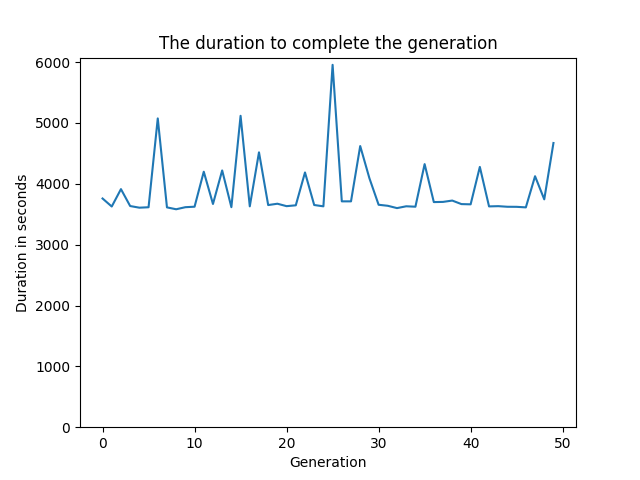 The duration to complete the generation
6000
5000
4000
3000
2000
1000
0
Duration in seconds
0 10 20 30 40 50
Generation